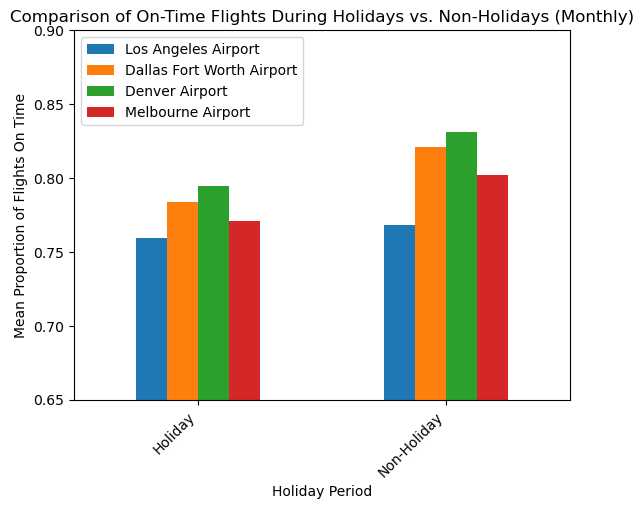 Comparison of On-Time Flights During Holidays vs. Non-Holidays (Monthly)
Mean Proportion of Flights On Time
0.90
0.85
0.80
0.75
0.70
0.65
Los Angeles Airport
Dallas Fort Worth Airport
Denver Airport
Melbourne Airport
Holiday
Non-Holiday
Holiday Period